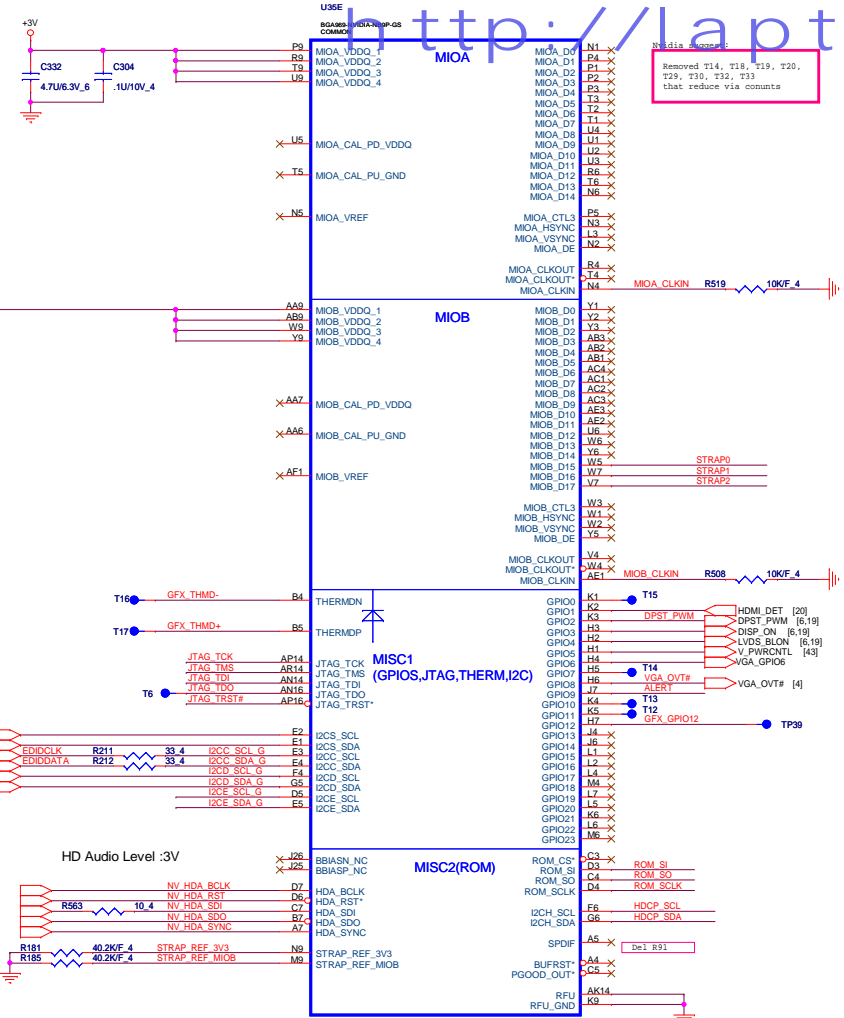 U35E
http://lapt
+3V
COMMON
MIOA
Removed T14, T18, T19, T20,
T29, T30, T32, T33
that reduce via conunts
C332
4.7U/6.3V_6
C304
.1U/10V_4
P9 MIOA_VDDQ_1
R9 MIOA_VDDQ_2
T9 MIOA_VDDQ_3
U9 MIOA_VDDQ_4
U5 MIOA_CAL_PD_VDDQ
T5 MIOA_CAL_PU_GND
N5 MIOA_VREF
MIOA_D0 N1
MIOA_D1 P4
MIOA_D2 P1
MIOA_D3 P2
MIOA_D4 P3
MIOA_D5 T3
MIOA_D6 T2
MIOA_D7 T1
MIOA_D8 U4
MIOA_D9 U1
MIOA_D10 U2
MIOA_D11 U3
MIOA_D12 R6
MIOA_D13 T6
MIOA_D14 N6
MIOA_CTL3 P5
MIOA_HSYNC N3
MIOA_VSYNC L3
MIOA_DE N2
MIOA_CLKOUT R4
MIOA_CLKOUT* T4
MIOA_CLKIN N4 MIOA_CLKIN R519 10K/F_4
MIOB
AA9 MIOB_VDDQ_1
AB9 MIOB_VDDQ_2
W9 MIOB_VDDQ_3
Y9 MIOB_VDDQ_4
AA7 MIOB_CAL_PD_VDDQ
AA6 MIOB_CAL_PU_GND
AF1 MIOB_VREF
MIOB_D0 Y1
MIOB_D1 Y2
MIOB_D2 Y3
MIOB_D3 AB3
MIOB_D4 AB2
MIOB_D5 AB1
MIOB_D6 AC4
MIOB_D7 AC1
MIOB_D8 AC2
MIOB_D9 AC3
MIOB_D10 AE3
MIOB_D11 AE2
MIOB_D12 U6
MIOB_D13 W6
MIOB_D14 Y6
MIOB_D15 W5 STRAP0
MIOB_D16 W7 STRAP1
MIOB_D17 V7 STRAP2
MIOB_CTL3 W3
MIOB_HSYNC W1
MIOB_VSYNC W2
MIOB_DE Y5
MIOB_CLKOUT V4
MIOB_CLKOUT* W4
MIOB_CLKIN AE1 MIOB_CLKIN R508 10K/F_4
MISC1
(GPIOS,JTAG,THERM,I2C)
T16 GFX_THMD- B4 THERMDN
T17 GFX_THMD+ B5 THERMDP
JTAG_TCK AP14 JTAG_TCK
JTAG_TMS AR14 JTAG_TMS
JTAG_TDI AN14 JTAG_TDI
T6 JTAG_TDO AN16 JTAG_TDO
JTAG_TRST# AP16 JTAG_TRST*
E2 I2CS_SCL
E1 I2CS_SDA
EDIDCLK R211 33_4 I2CC_SCL_G E3 I2CC_SCL
EDIDDATA R212 33_4 I2CC_SDA_G E4 I2CC_SDA
I2CD_SCL_G F4 I2CD_SCL
I2CD_SDA_G G5 I2CD_SDA
I2CE_SCL_G D5 I2CE_SCL
I2CE_SDA_G E5 I2CE_SDA
GPIO0 K1 T15
GPIO1 K2 HDMI_DET [20]
GPIO2 K3 DPST_PWM DPST_PWM [6,19]
GPIO3 H3 DISP_ON [6,19]
GPIO4 H2 LVDS_BLON [6,19]
GPIO5 H1 V_PWRCNTL [43]
GPIO6 H4 VGA_GPIO6
GPIO7 H5 T14
GPIO8 H6 VGA_OVT# VGA_OVT# [4]
GPIO9 J7 ALERT
GPIO10 K4 T13
GPIO11 K5 T12
GPIO12 H7 GFX_GPIO12 TP39
GPIO13 J4
GPIO14 J6
GPIO15 L1
GPIO16 L2
GPIO17 L4
GPIO18 M4
GPIO19 L7
GPIO20 L5
GPIO21 K6
GPIO22 L6
GPIO23 M6
HD Audio Level :3V
MISC2(ROM)
J26 BBIASN_NC
J25 BBIASP_NC
NV_HDA_BCLK D7 HDA_BCLK
NV_HDA_RST D6 HDA_RST*
R563 10_4 NV_HDA_SDI C7 HDA_SDI
NV_HDA_SDO B7 HDA_SDO
NV_HDA_SYNC A7 HDA_SYNC
R181 40.2K/F_4 STRAP_REF_3V3 N9 STRAP_REF_3V3
R185 40.2K/F_4 STRAP_REF_MIOB M9 STRAP_REF_MIOB
ROM_CS* C3
ROM_SI D3 ROM_SI
ROM_SO C4 ROM_SO
ROM_SCLK D4 ROM_SCLK
I2CH_SCL F6 HDCP_SCL
I2CH_SDA G6 HDCP_SDA
SPDIF A5 Del R91
BUFRST* A4
PGOOD_OUT* C5
RFU AK14
RFU_GND K9